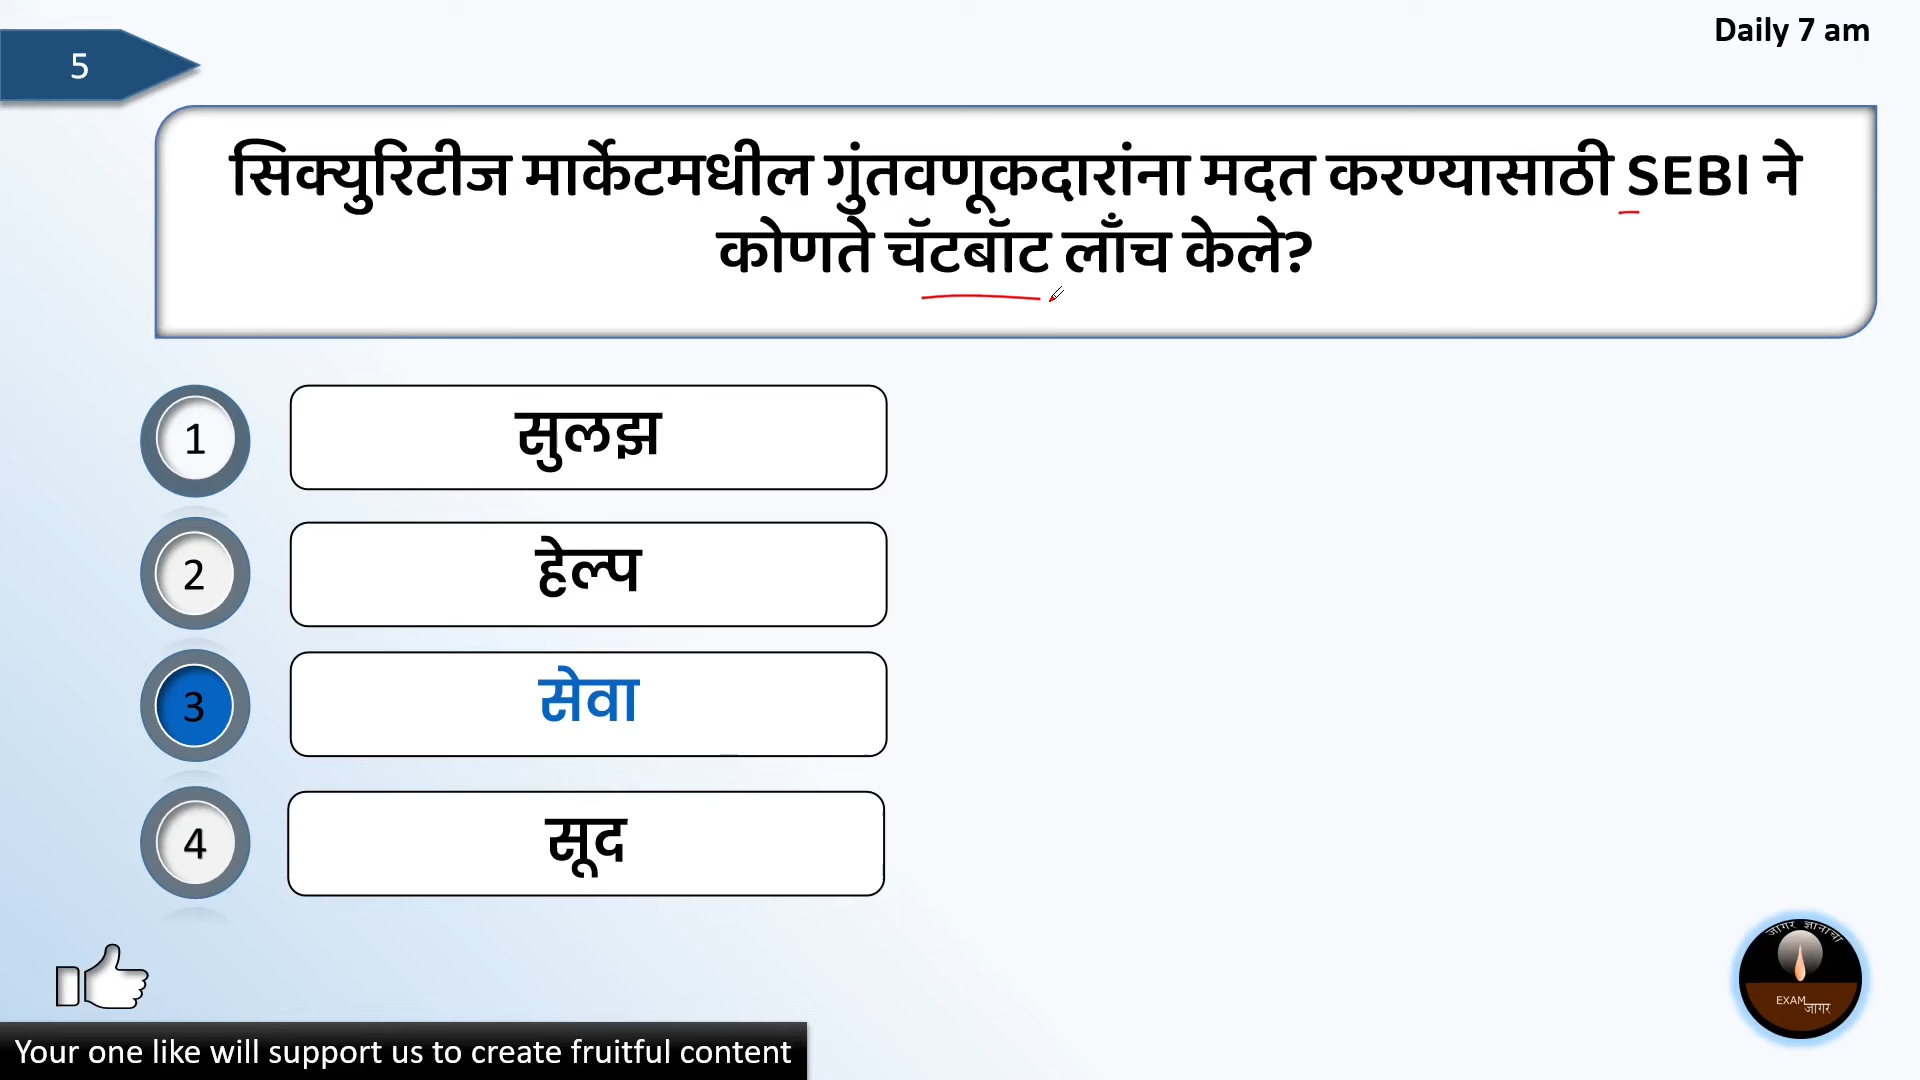 Daily 7 am
5
सिक्युरिटीज मार्केटमधील गुंतवणूकदारांना मदत करण्यासाठी SEBI ने
कोणते चॅटबॉट लाँच केले?
1
सुलझ
2
हेल्प
3
सेवा
4
सूद
जागर ज्ञानाचा
EXAM जागर
Your one like will support us to create fruitful content